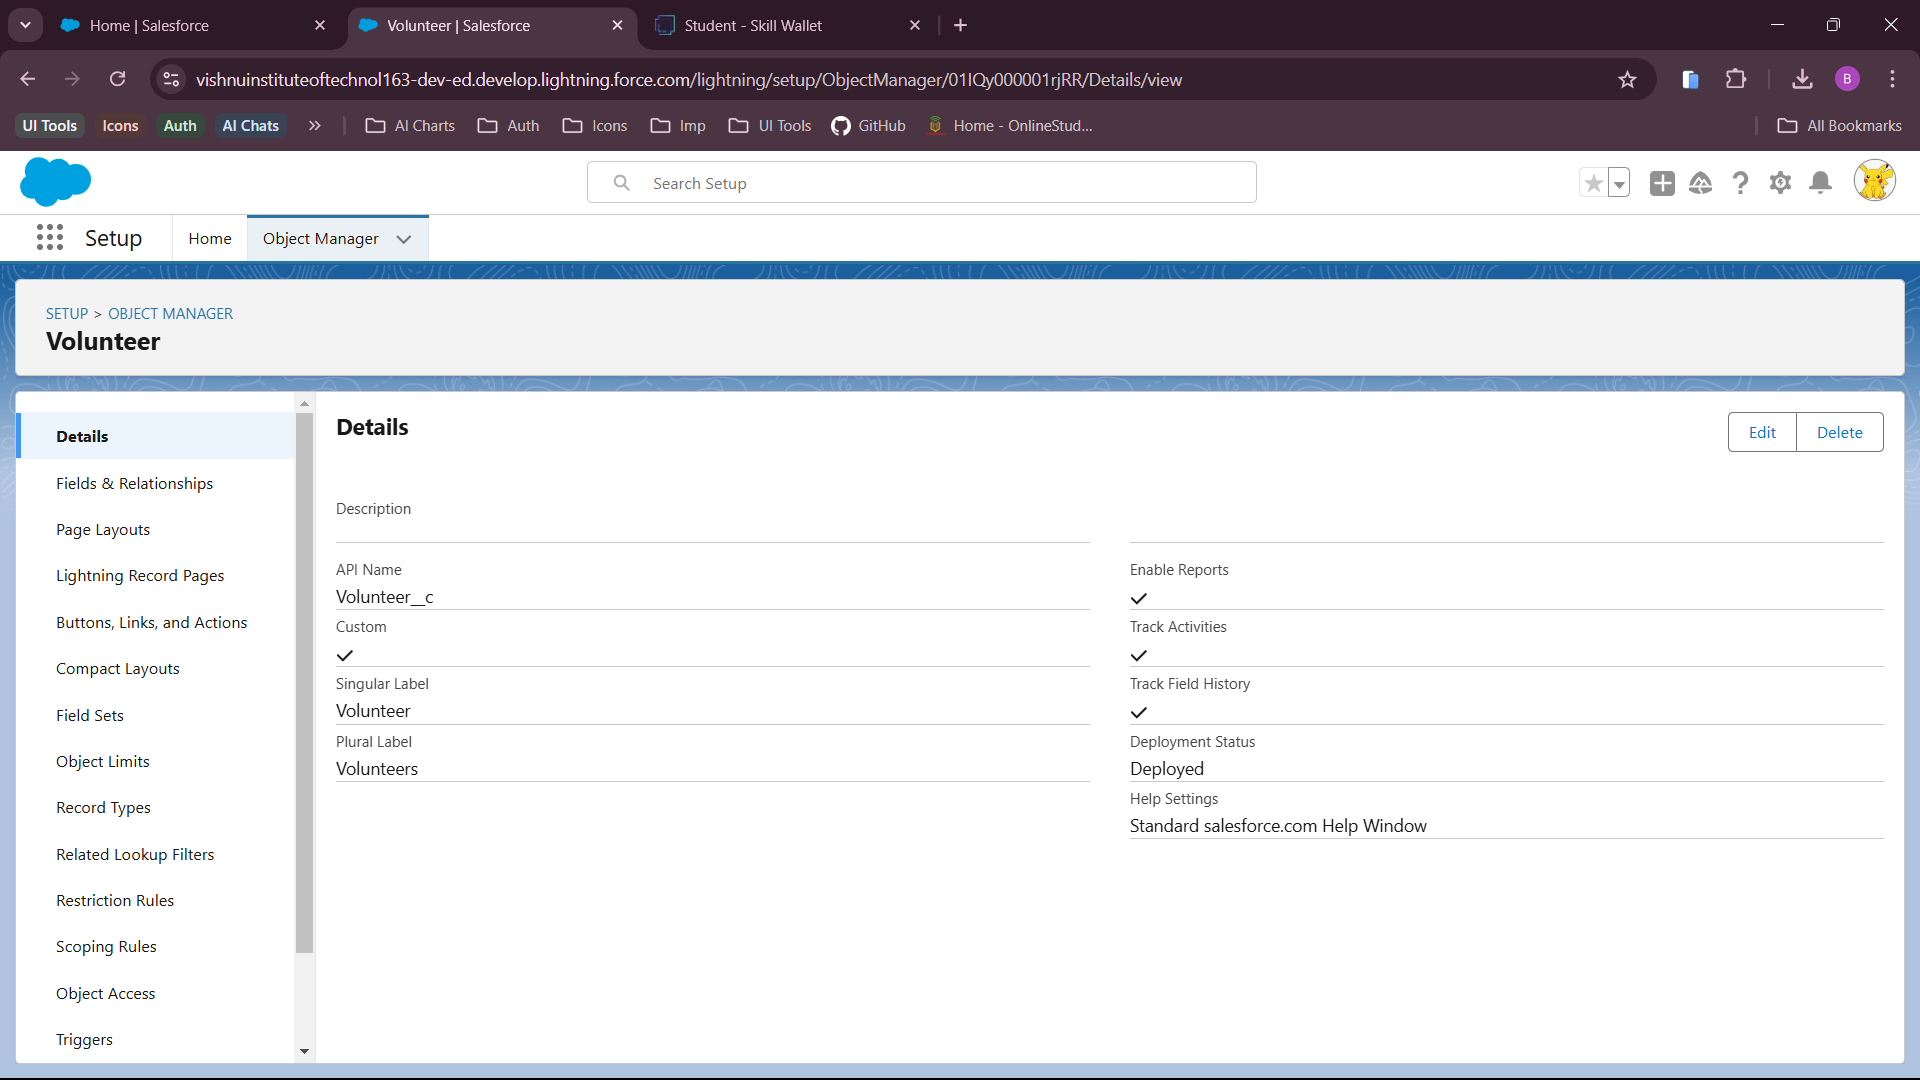 Home | Salesforce
Volunteer | Salesforce
Student - Skill Wallet
vishnuinstituteoftechnol163-dev-ed.develop.lightning.force.com/lightning/setup/ObjectManager/01IQy000001rjRR/Details/view
B
UI Tools
Icons
Auth
AI Chats
AI Charts
Auth
Icons
Imp
UI Tools
GitHub
Home - OnlineStud...
All Bookmarks
Search Setup
Setup
Home
Object Manager
SETUP > OBJECT MANAGER
Volunteer
Details
Fields & Relationships
Page Layouts
Lightning Record Pages
Buttons, Links, and Actions
Compact Layouts
Field Sets
Object Limits
Record Types
Related Lookup Filters
Restriction Rules
Scoping Rules
Object Access
Triggers
Details
Edit
Delete
Description
API Name
Volunteer__c
Custom
Singular Label
Volunteer
Plural Label
Volunteers
Enable Reports
Track Activities
Track Field History
Deployment Status
Deployed
Help Settings
Standard salesforce.com Help Window